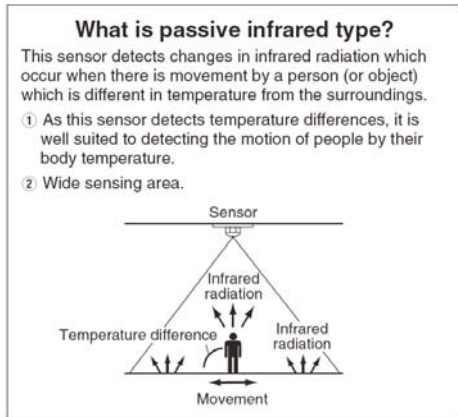 What is passive infrared type?
This sensor detects changes in infrared radiation which
occur when there is movement by a person (or object)
which is different in temperature from the surroundings.
① As this sensor detects temperature differences, it is
well suited to detecting the motion of people by their
body temperature.
② Wide sensing area.
Sensor
Infrared
radiation
Temperature difference
Infrared
radiation
Movement